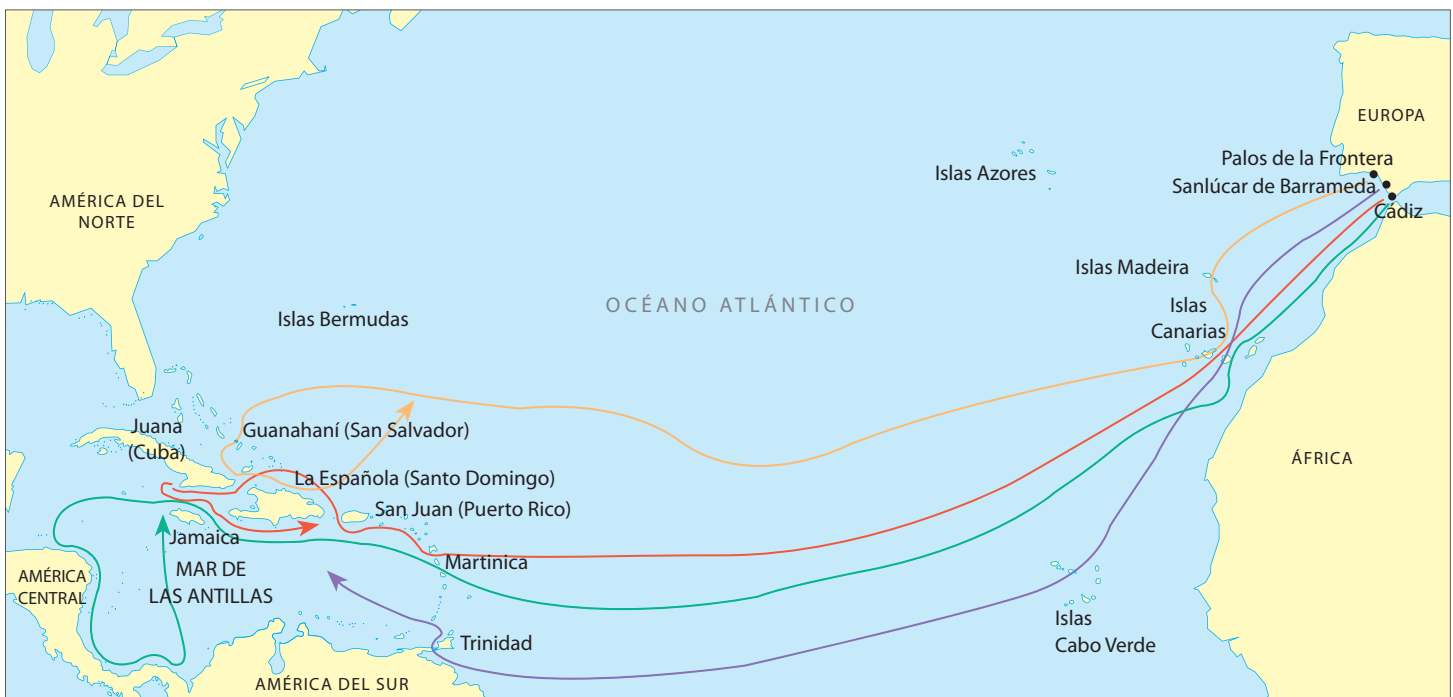 EUROPA
Palos de la Frontera
Islas Azores
Sanlúcar de Barrameda
AMÉRICA DEL
NORTE
Cádiz
Islas Madeira
OCÉANO ATLÁNTICO
Islas
Canarias
Islas Bermudas
Juana
(Cuba)
Guanahaní (San Salvador)
ÁFRICA
La Española (Santo Domingo)
San Juan (Puerto Rico)
Jamaica
Martinica
AMÉRICA
CENTRAL
MAR DE
LAS ANTILLAS
Islas
Cabo Verde
Trinidad
AMÉRICA DEL SUR